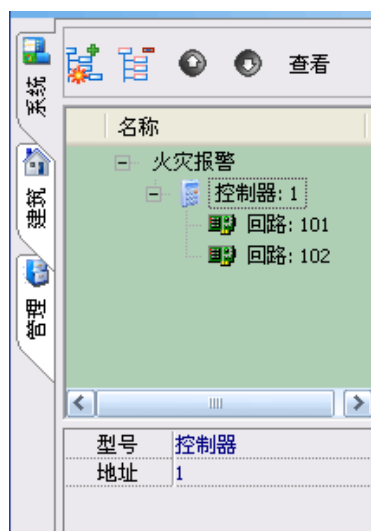 查看
系统
名称
火灾报警
控制器: 1
建筑
回路: 101
回路: 102
管理
型号 控制器
地址 1